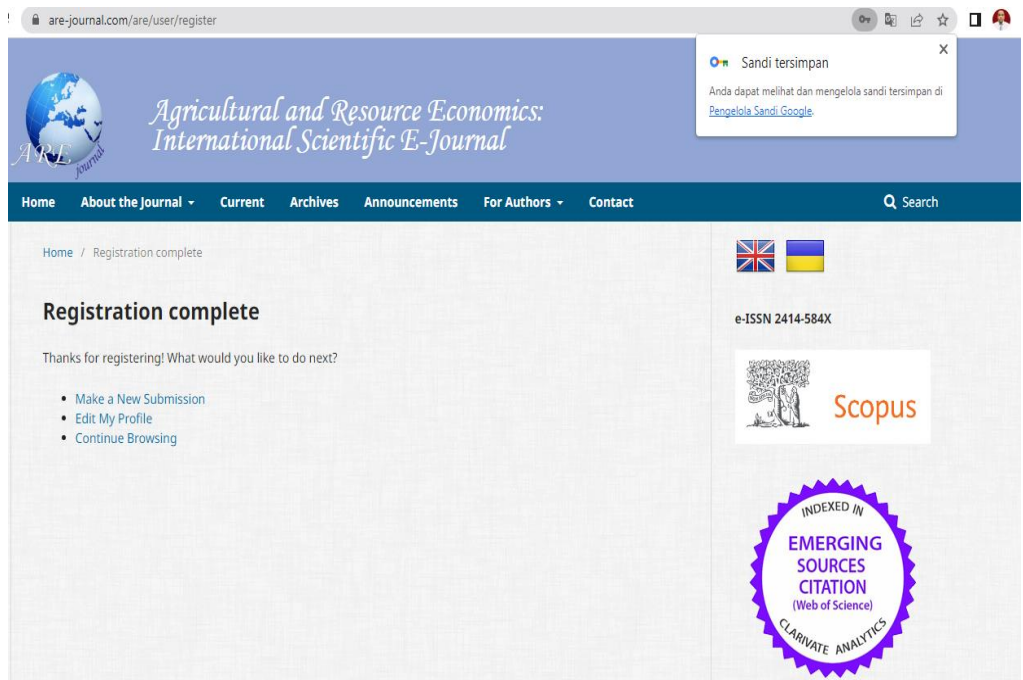 are-journal.com/are/user/register
Sandi tersimpan
Anda dapat melihat dan mengelola sandi tersimpan di
Pengelola Sandi Google.
ARE
journal
Agricultural and Resource Economics:
International Scientific E-Journal
Home About the Journal Current Archives Announcements For Authors Contact Search
Home / Registration complete
Registration complete
Thanks for registering! What would you like to do next?
Make a New Submission
Edit My Profile
Continue Browsing
e-ISSN 2414-584X
Scopus
INDEXED IN
EMERGING
SOURCES
CITATION
(Web of Science)
CLARIVATE ANALYTICS